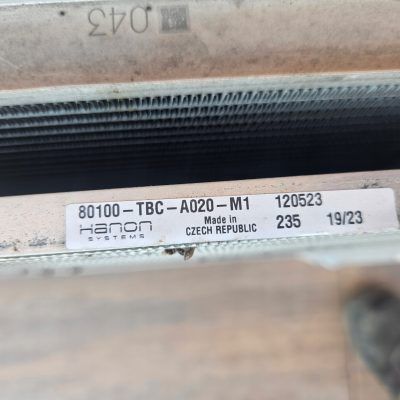 043
80100-TBC-A020-M1 120523
Hanon Made in 235 19/23
SYSTEMS CZECH REPUBLIC